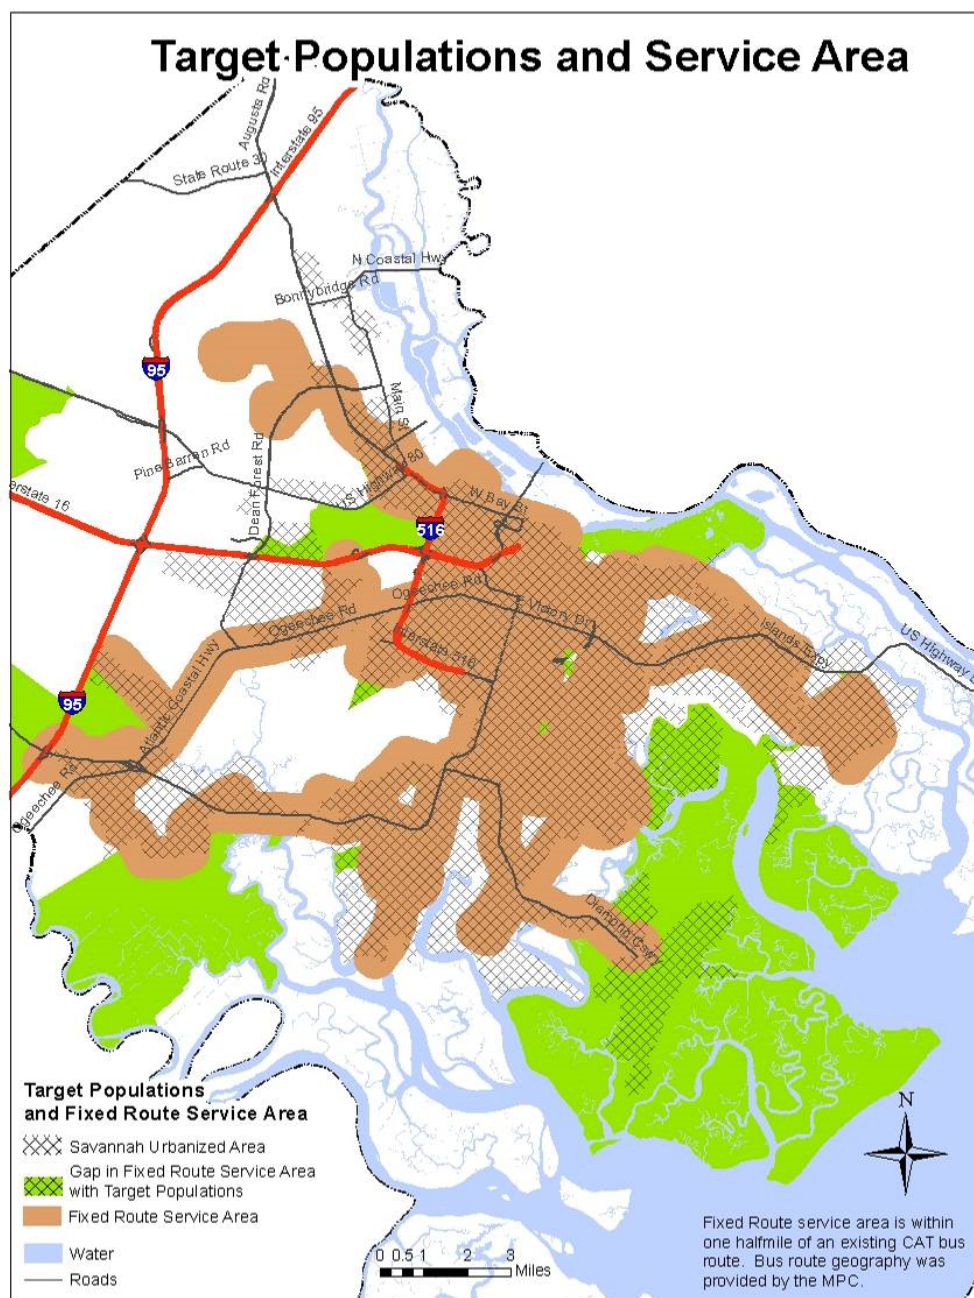 Target Populations and Service Area
Augusta Rd
Interstate 95
State Route 30
N Coastal Hwy
Bonnybridge Rd
95
Main St
Pine Barren Rd
Dean Forest Rd
US Highway 80
W Bay St
516
Ogeechee Rd
Ogeechee Rd
E Victory Dr
Islands Expy
US Highway
Interstate 516
Atlantic Coastal Hwy
95
Ogeechee Rd
Diamond Cswy
Target Populations
and Fixed Route Service Area
Savannah Urbanized Area
Gap in Fixed Route Service Area
with Target Populations
Fixed Route Service Area
Water
Roads
0 0.5 1 2 3
Miles
N
Fixed Route service area is within
one halfmile of an existing CAT bus
route. Bus route geography was
provided by the MPC.